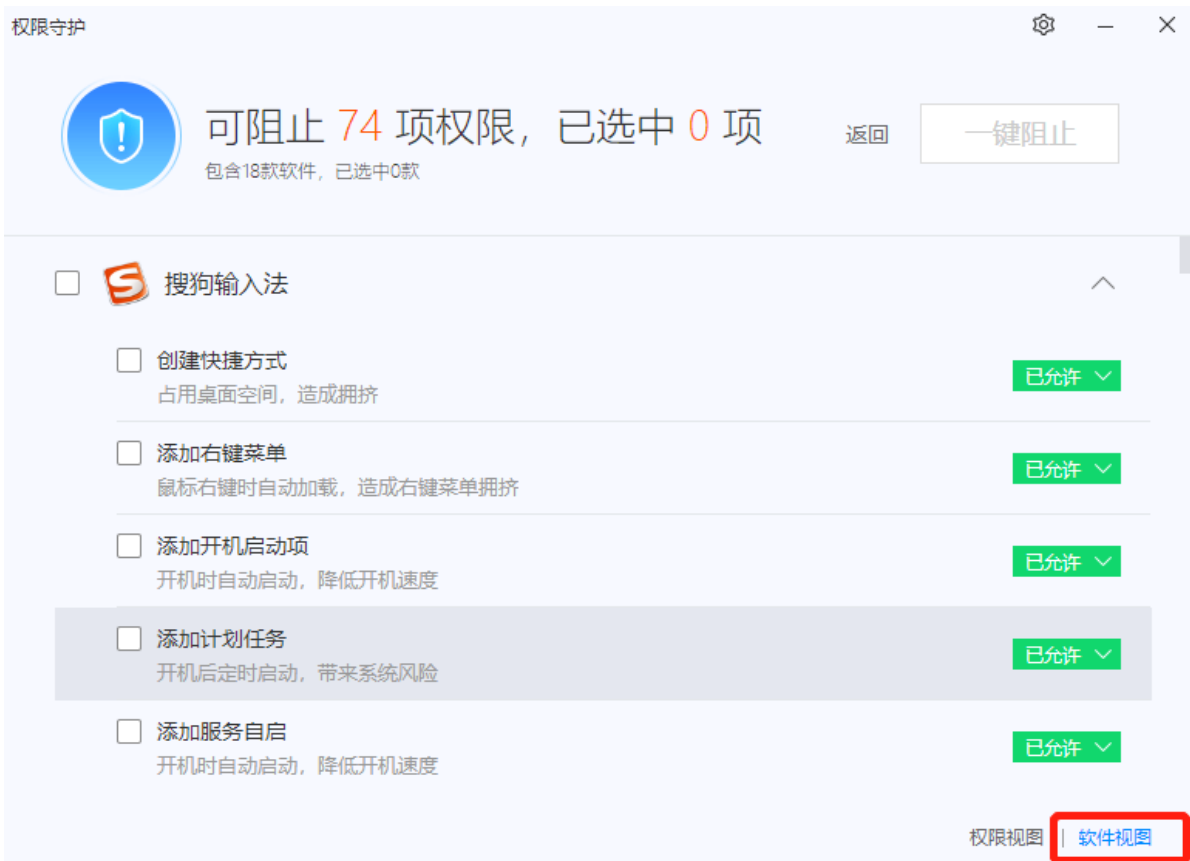 权限守护
可阻止 74 项权限，已选中 0 项
包含18款软件，已选中0款
返回
一键阻止
搜狗输入法
创建快捷方式
占用桌面空间，造成拥挤
已允许
添加右键菜单
鼠标右键时自动加载，造成右键菜单拥挤
已允许
添加开机启动项
开机时自动启动，降低开机速度
已允许
添加计划任务
开机后定时启动，带来系统风险
已允许
添加服务自启
开机时自动启动，降低开机速度
已允许
权限视图 | 软件视图